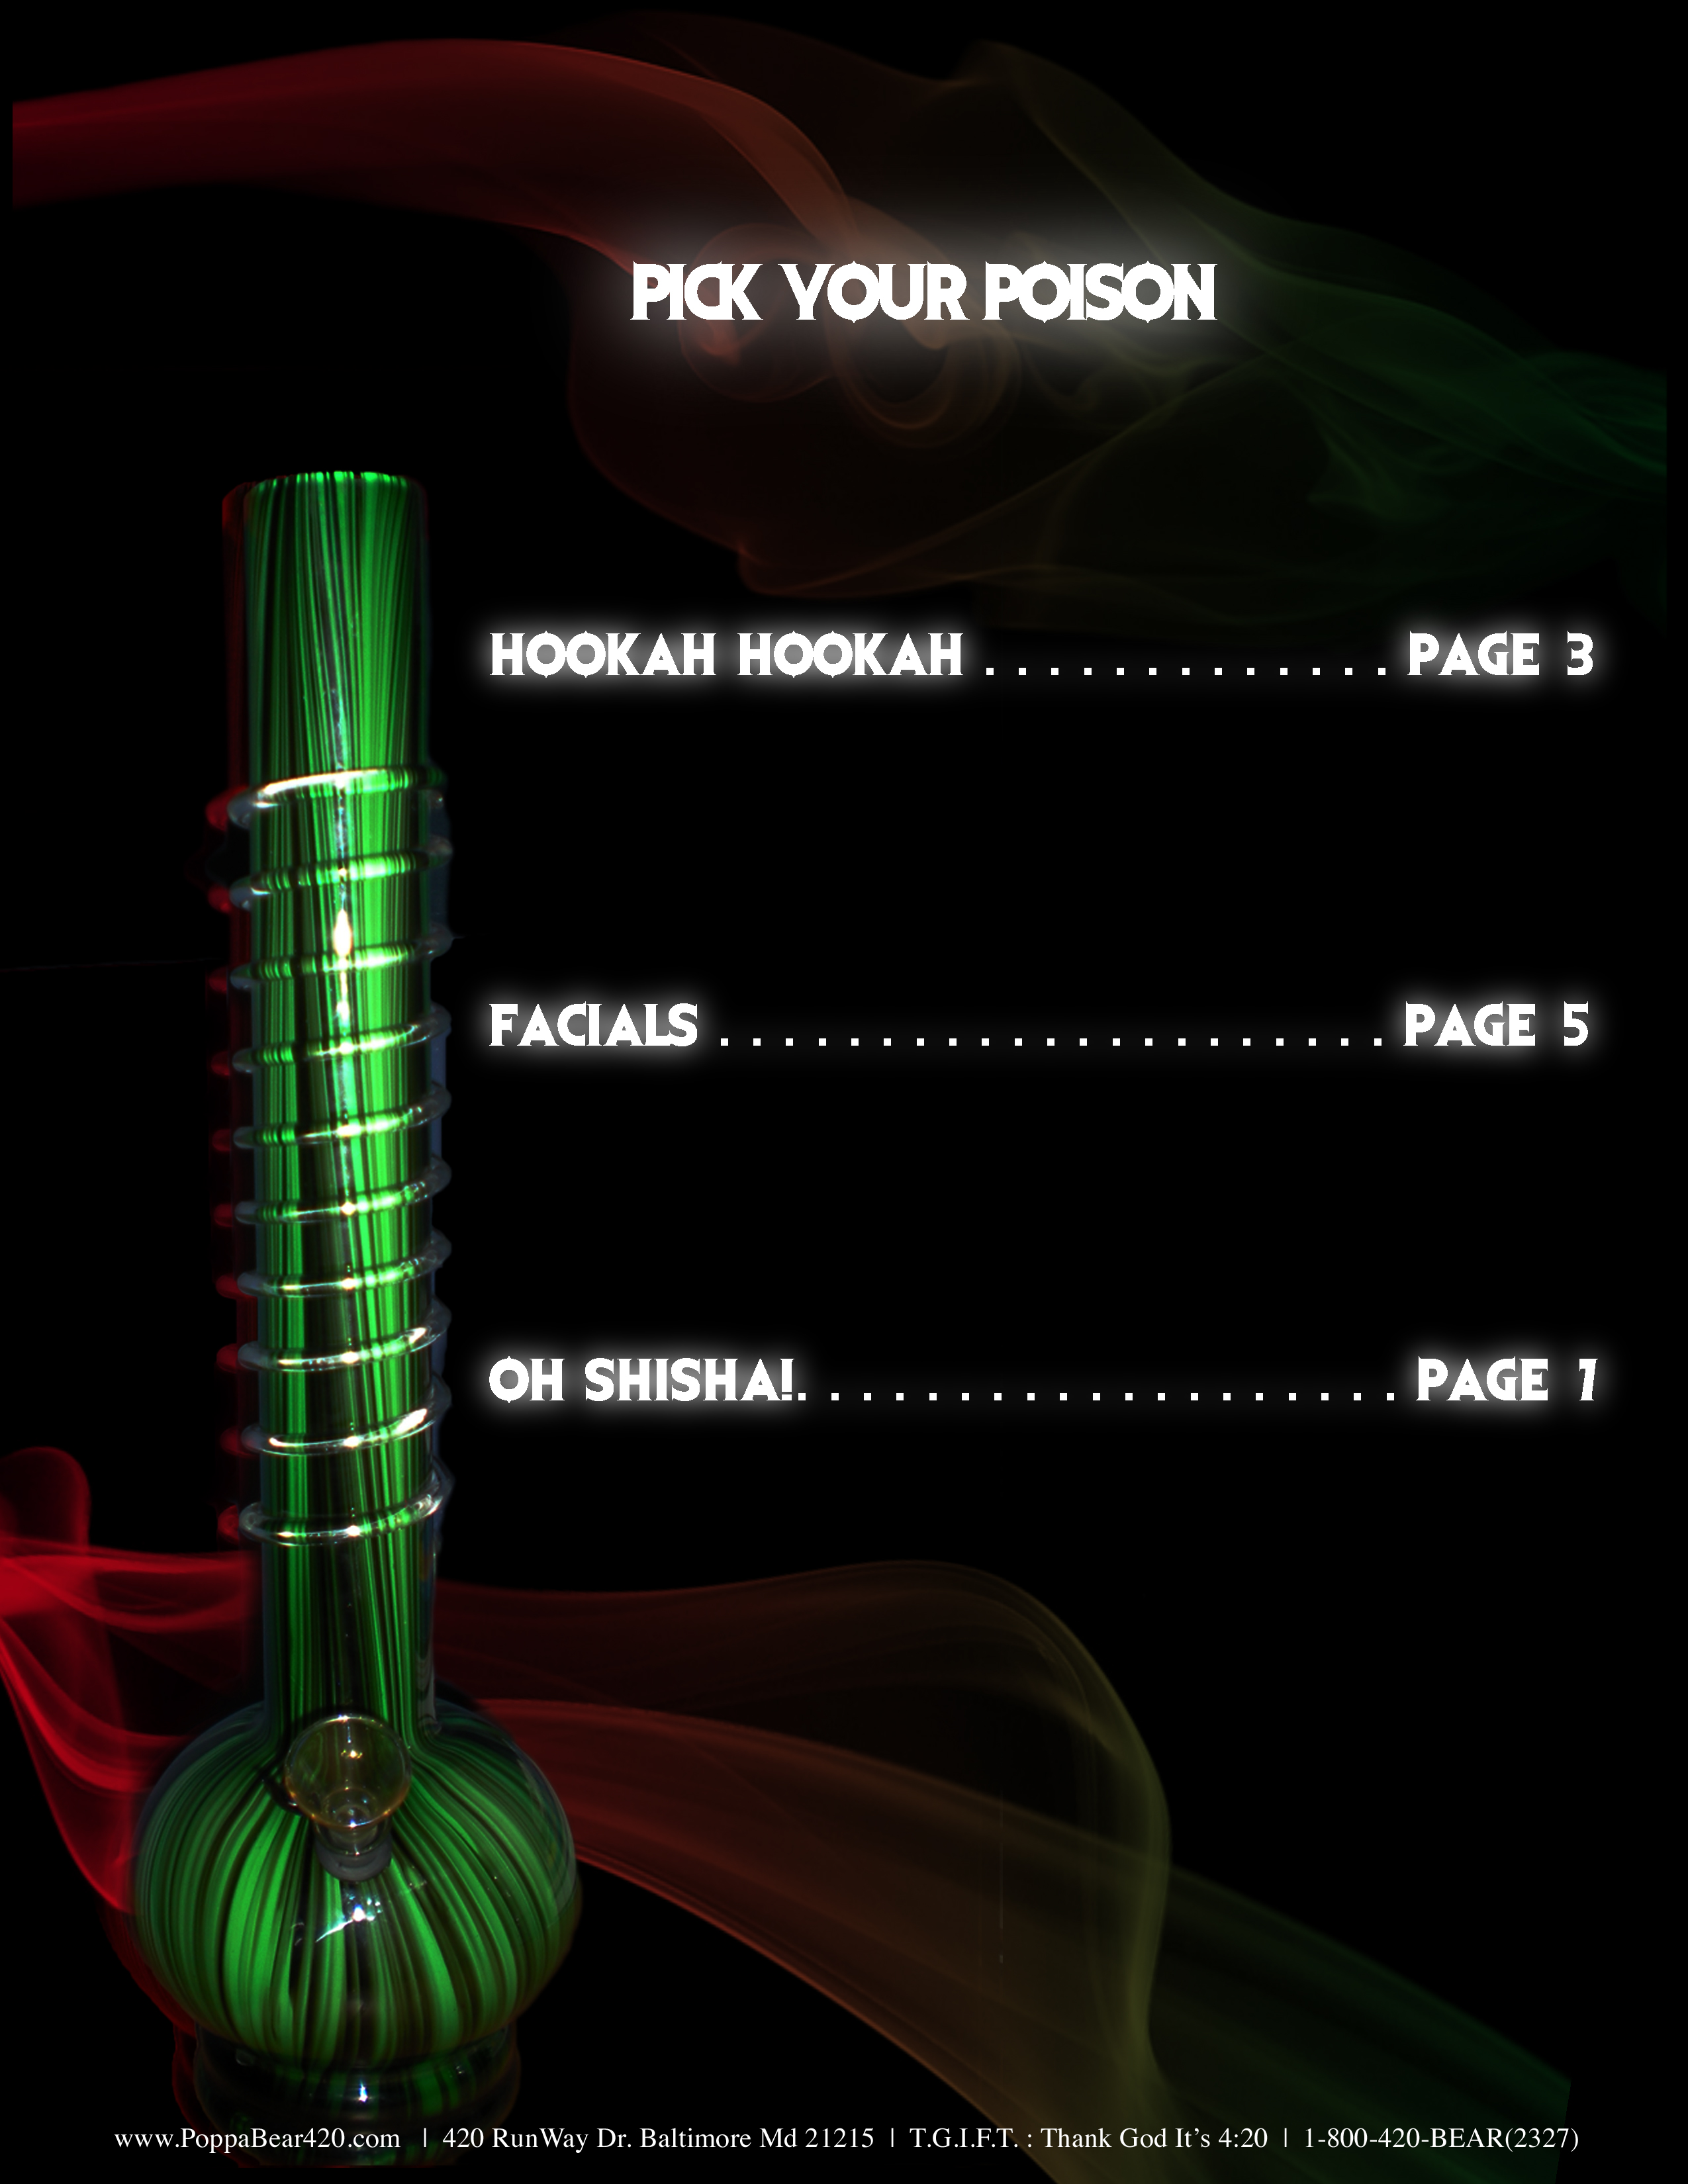 PICK YOUR POISON
HOOKAH HOOKAH . . . . . . . . . . . . . PAGE 3
FACIALS . . . . . . . . . . . . . . . . . . . . . PAGE 5
OH SHISHA!. . . . . . . . . . . . . . . . . . . PAGE 7
www.PoppaBear420.com | 420 RunWay Dr. Baltimore Md 21215 | T.G.I.F.T. : Thank God It’s 4:20 | 1-800-420-BEAR(2327)